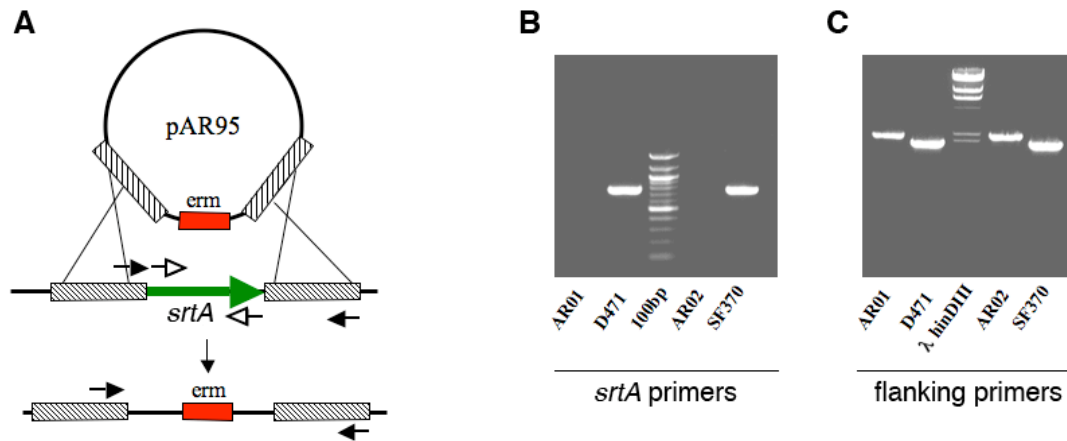 A
pAR95
erm
srtA
erm
B
AR01
D471
100bp
AR02
SF370
srtA primers
C
AR01
D471
λ hinDIII
AR02
SF370
flanking primers